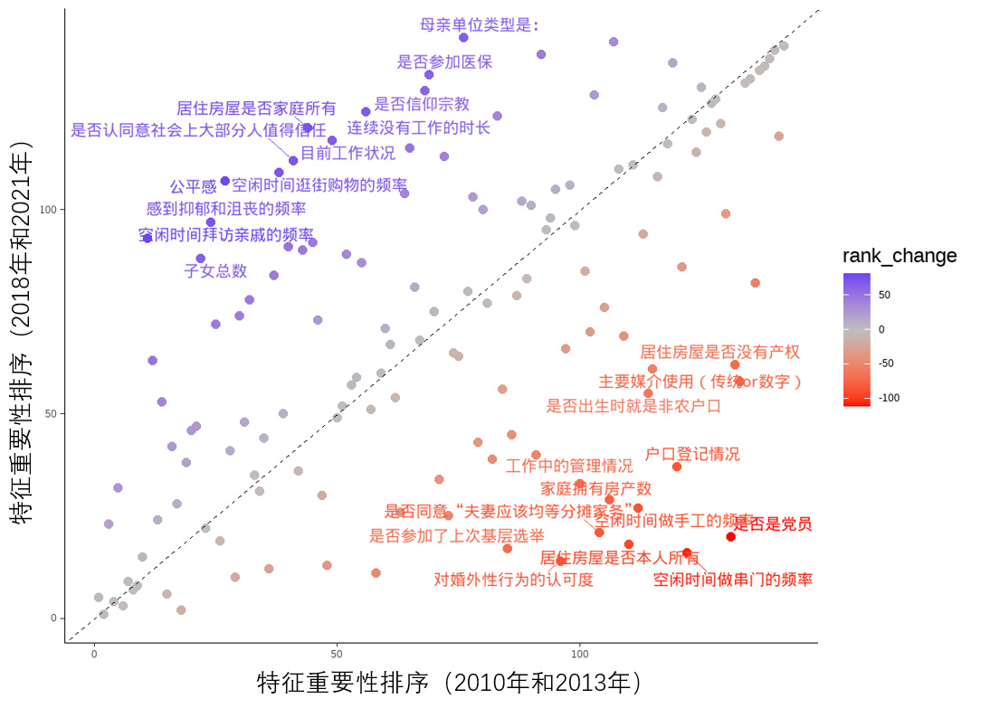 母亲单位类型是：
是否参加医保
是否信仰宗教
居住房屋是否家庭所有
连续没有工作的时长
是否认同意社会上大部分人值得信任
目前工作状况
公平感
空闲时间逛街购物的频率
感到抑郁和沮丧的频率
空闲时间拜访亲戚的频率
子女总数
居住房屋是否没有产权
主要媒介使用（传统or数字）
是否出生时就是非农户口
户口登记情况
工作中的管理情况
家庭拥有房产数
是否同意“夫妻应该均等分摊家务”
空闲时间做手工的频率
是否是党员
是否参加了上次基层选举
居住房屋是否本人所有
对婚外性行为的认可度
空闲时间做串门的频率
特征重要性排序（2018年和2021年）
100
50
0
0
50
100
特征重要性排序（2010年和2013年）
rank_change
50
0
-50
-100